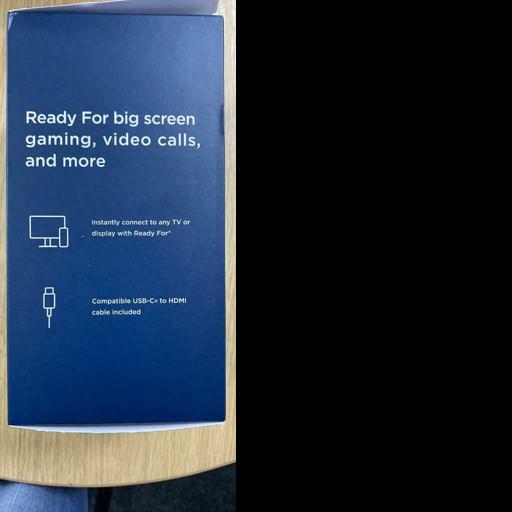 Ready For big screen
gaming, video calls,
and more
Instantly connect to any TV or
display with Ready For*
Compatible USB-C® to HDMI
cable included